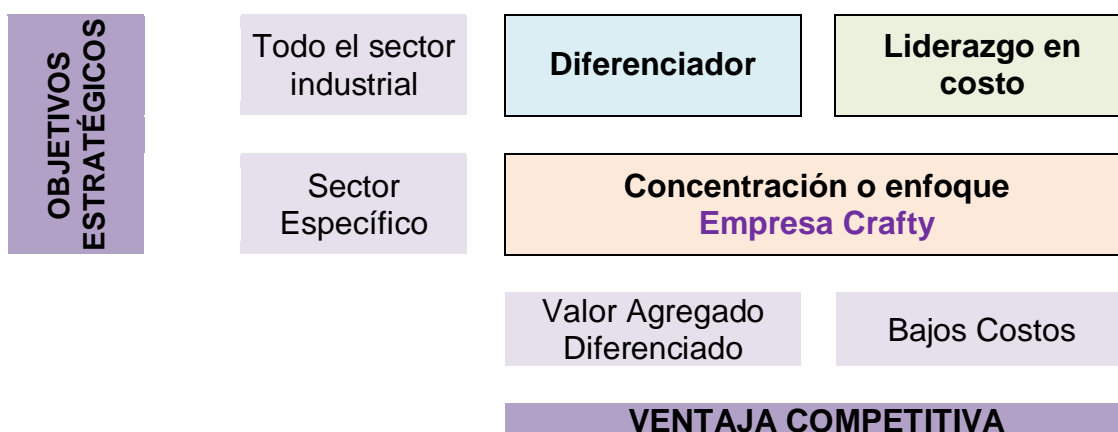 OBJETIVOS
ESTRATÉGICOS
Todo el sector
industrial
Diferenciador
Liderazgo en
costo
Sector
Específico
Concentración o enfoque
Empresa Crafty
Valor Agregado
Diferenciado
Bajos Costos
VENTAJA COMPETITIVA